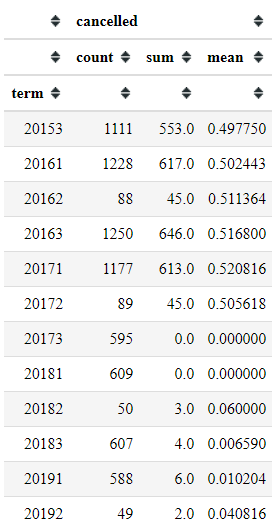 cancelled
count sum mean
term
20153 1111 553.0 0.497750
20161 1228 617.0 0.502443
20162 88 45.0 0.511364
20163 1250 646.0 0.516800
20171 1177 613.0 0.520816
20172 89 45.0 0.505618
20173 595 0.0 0.000000
20181 609 0.0 0.000000
20182 50 3.0 0.060000
20183 607 4.0 0.006590
20191 588 6.0 0.010204
20192 49 2.0 0.040816